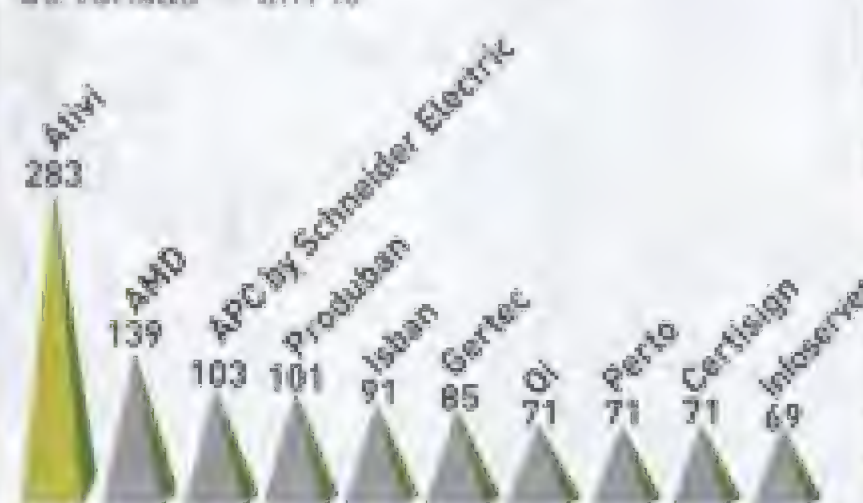 Ativi
283
AMD
139
APC by Schneider Electric
103
Produban
101
Isban
91
Gertec
85
Oi
71
Perto
71
Certisign
71
Infoserver
69